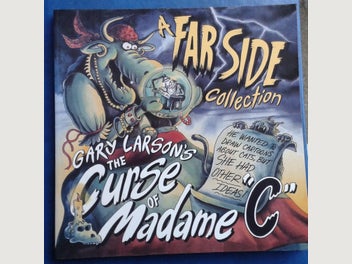 A
FAR SIDE
Collection
GARY LARSON'S
THE
Curse
OF
Madame "C"
HE WANTED TO
DRAW CARTOONS
ABOUT CATS, BUT
SHE HAD
OTHER
IDEAS!